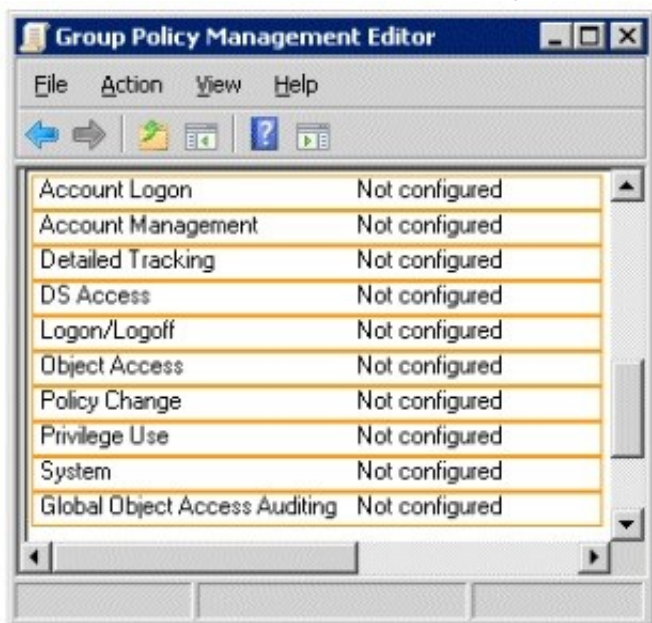 Group Policy Management Editor
File Action View Help
Account Logon Not configured
Account Management Not configured
Detailed Tracking Not configured
DS Access Not configured
Logon/Logoff Not configured
Object Access Not configured
Policy Change Not configured
Privilege Use Not configured
System Not configured
Global Object Access Auditing Not configured